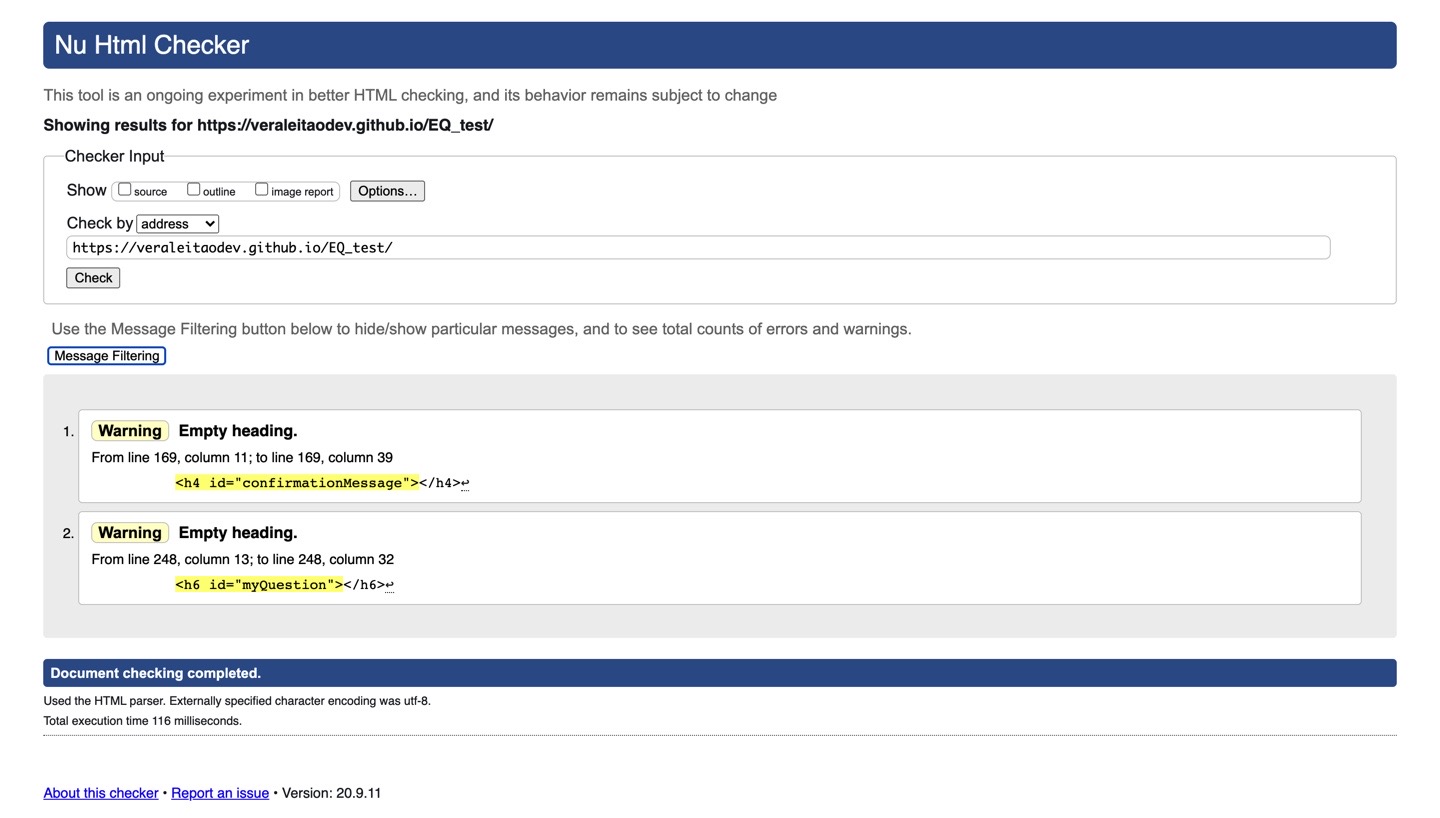 Nu Html Checker
This tool is an ongoing experiment in better HTML checking, and its behavior remains subject to change
Showing results for https://veraleitaodev.github.io/EQ_test/
Checker Input
Show source outline image report Options...
Check by address
https://veraleitaodev.github.io/EQ_test/
Check
Use the Message Filtering button below to hide/show particular messages, and to see total counts of errors and warnings.
Message Filtering
1. Warning Empty heading.
From line 169, column 11; to line 169, column 39
<h4 id="confirmationMessage"></h4>↩
2. Warning Empty heading.
From line 248, column 13; to line 248, column 32
<h6 id="myQuestion"></h6>↩
Document checking completed.
Used the HTML parser. Externally specified character encoding was utf-8.
Total execution time 116 milliseconds.
About this checker • Report an issue • Version: 20.9.11